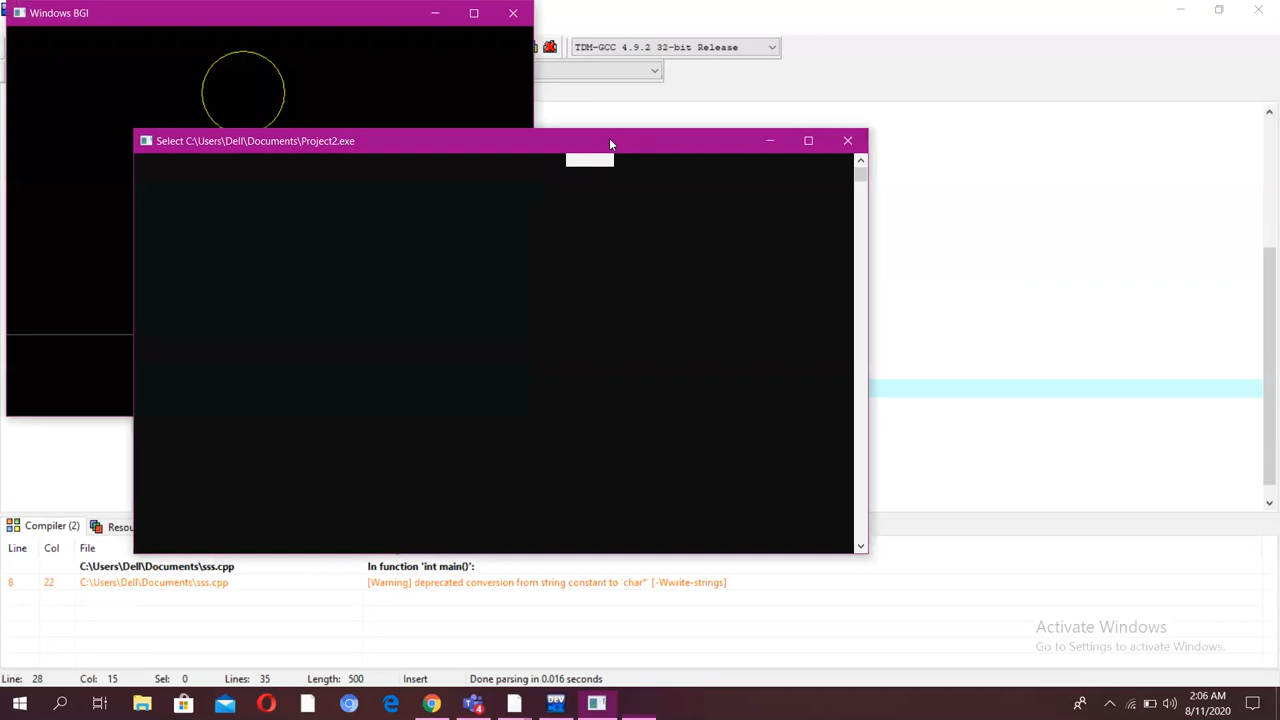 Windows BGI
TDM-GCC 4.9.2 32-bit Release
Select C:\Users\Dell\Documents\Project2.exe
Compiler (2)
Resou
Line Col File
C:\Users\Dell\Documents\sss.cpp In function 'int main()':
8 22 C:\Users\Dell\Documents\sss.cpp [Warning] deprecated conversion from string constant to 'char*' [-Wwrite-strings]
Activate Windows
Go to Settings to activate Windows.
Line: 28 Col: 15 Sel: 0 Lines: 35 Length: 500 Insert Done parsing in 0.016 seconds
4
DEV
2:06 AM
8/11/2020